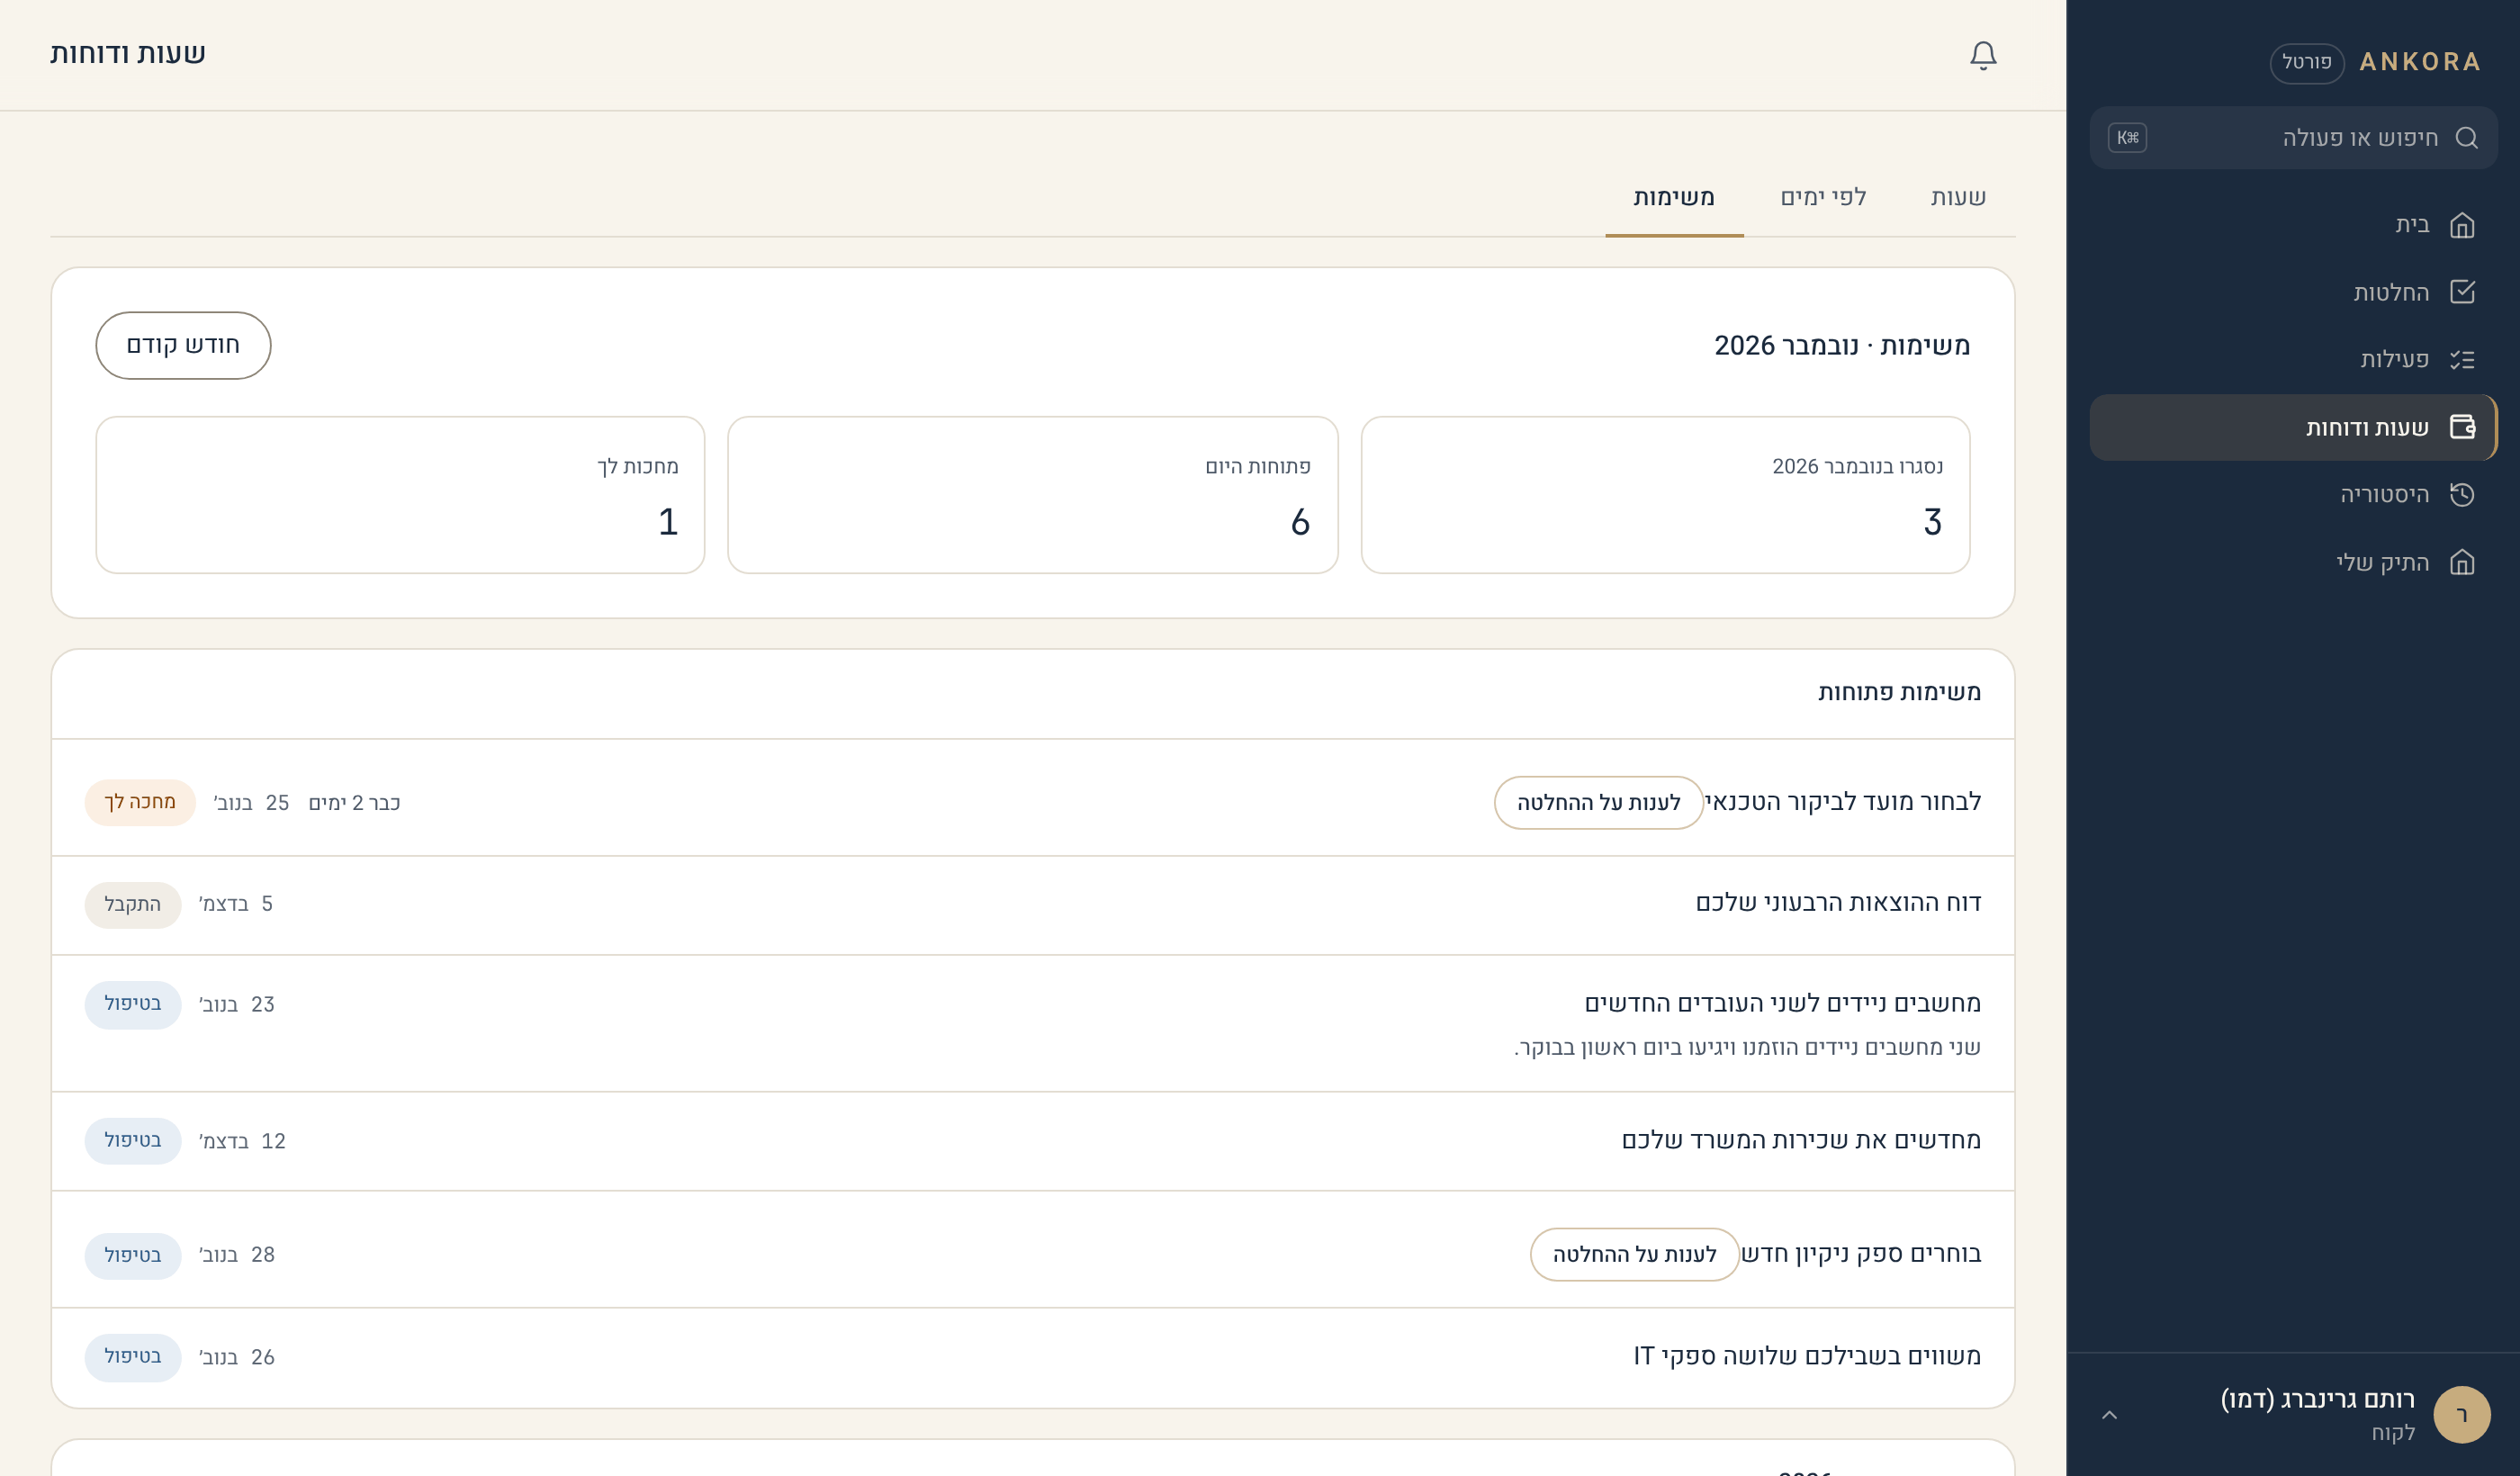 ANKORA פורטל
חיפוש או פעולה ⌘K
בית
החלטות
פעילות
שעות ודוחות
היסטוריה
התיק שלי
רותם גרינברג (דמו)
ר
לקוח
שעות ודוחות
שעות לפי ימים משימות
משימות · נובמבר 2026 חודש קודם
נסגרו בנובמבר 2026
3
פתוחות היום
6
מחכות לך
1
משימות פתוחות
לבחור מועד לביקור הטכנאי לענות על ההחלטה כבר 2 ימים 25 בנוב׳ מחכה לך
דוח ההוצאות הרבעוני שלכם 5 בדצמ׳ התקבל
מחשבים ניידים לשני העובדים החדשים 23 בנוב׳ בטיפול
שני מחשבים ניידים הוזמנו ויגיעו ביום ראשון בבוקר.
מחדשים את שכירות המשרד שלכם 12 בדצמ׳ בטיפול
בוחרים ספק ניקיון חדש לענות על ההחלטה 28 בנוב׳ בטיפול
משווים בשבילכם שלושה ספקי IT 26 בנוב׳ בטיפול